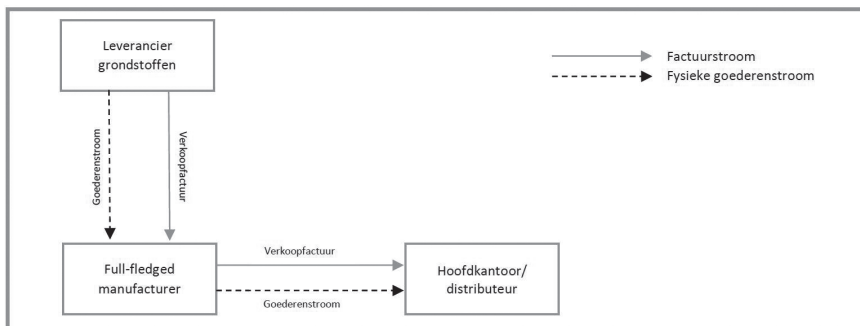 Leverancier
grondstoffen
Factuurstroom
Fysieke goederenstroom
Goederenstroom
Verkoopfactuur
Full-fledged
manufacturer
Verkoopfactuur
Goederenstroom
Hoofdkantoor/
distributeur